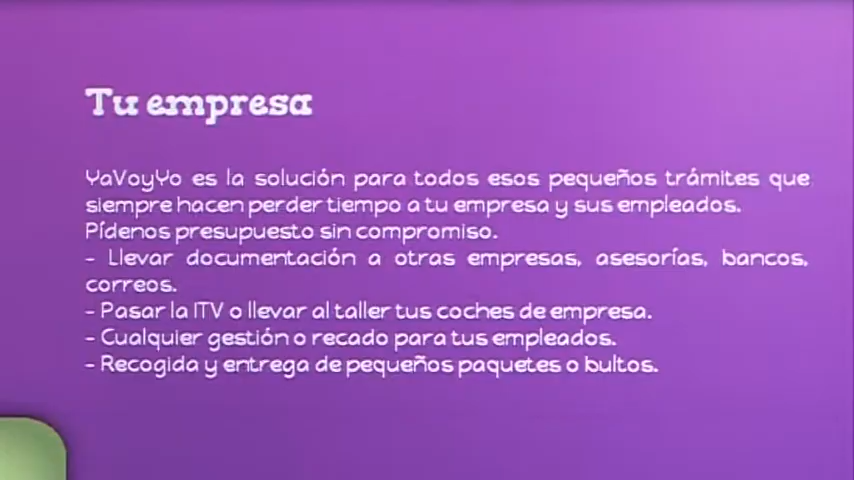 Tu empresa
YaVoyYo es la solución para todos esos pequeños trámites que
siempre hacen perder tiempo a tu empresa y sus empleados.
Pídenos presupuesto sin compromiso.
- Llevar documentación a otras empresas, asesorías, bancos,
correos.
- Pasar la ITV o llevar al taller tus coches de empresa.
- Cualquier gestión o recado para tus empleados.
- Recogida y entrega de pequeños paquetes o bultos.